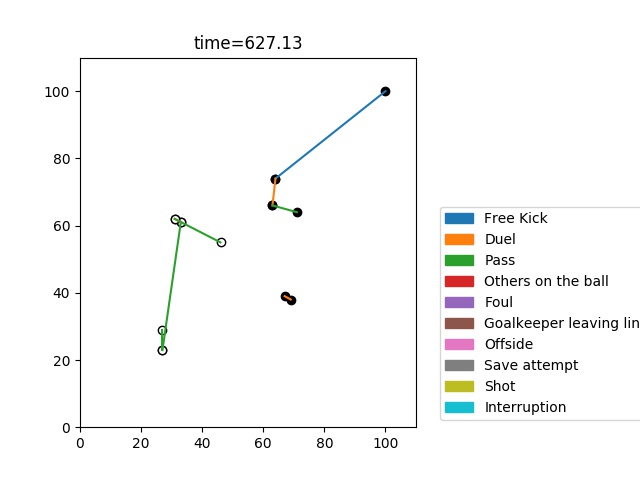 time=627.13
100
80
60
40
20
0
0 20 40 60 80 100
Free Kick
Duel
Pass
Others on the ball
Foul
Goalkeeper leaving lin
Offside
Save attempt
Shot
Interruption